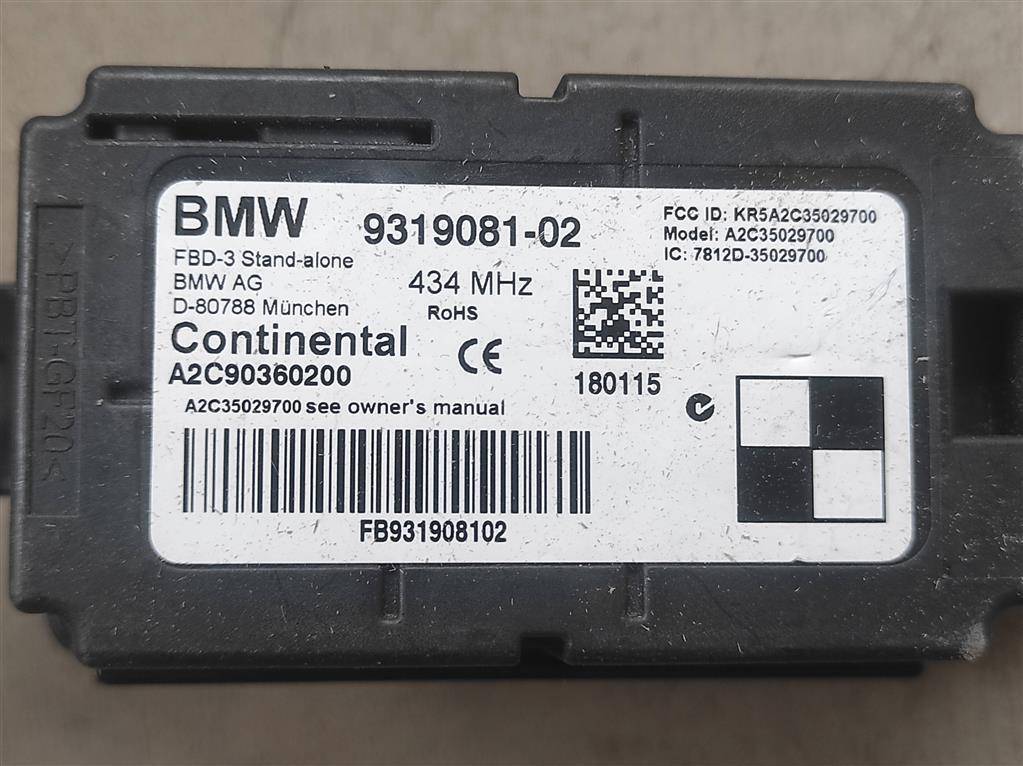 BMW 9319081-02
FBD-3 Stand-alone
BMW AG
D-80788 München
434 MHz
RoHS
Continental
A2C90360200
CE
A2C35029700 see owner's manual
FB931908102
FCC ID: KR5A2C35029700
Model: A2C35029700
IC: 7812D-35029700
180115
>PBT-GF20<